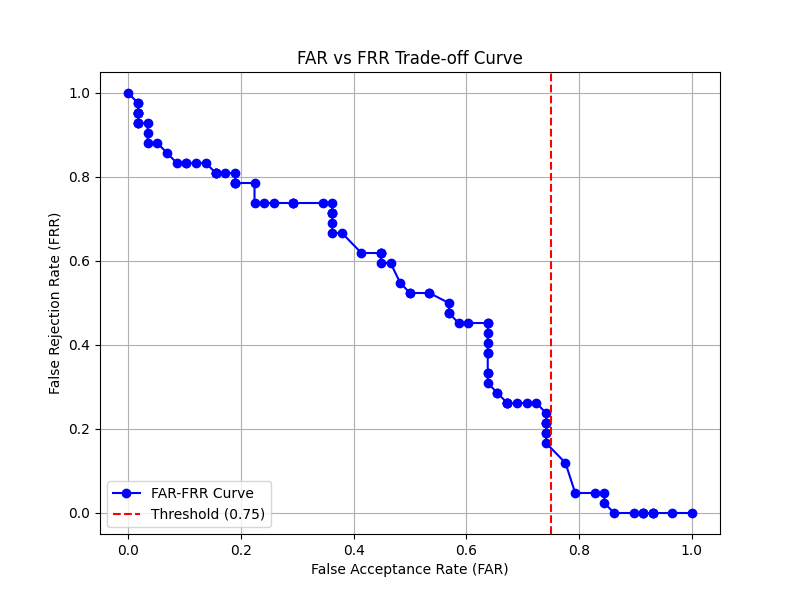 FAR vs FRR Trade-off Curve
1.0
0.8
0.6
0.4
0.2
0.0
False Rejection Rate (FRR)
FAR-FRR Curve
Threshold (0.75)
0.0 0.2 0.4 0.6 0.8 1.0
False Acceptance Rate (FAR)